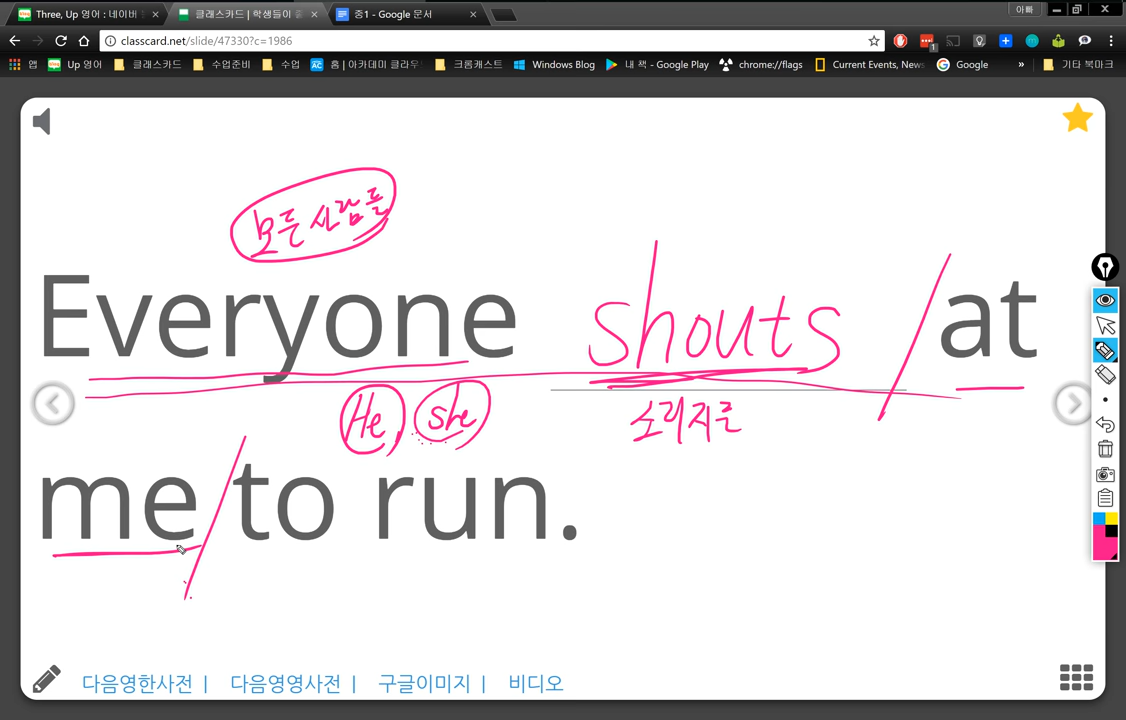 Three, Up 영어 : 네이버
클래스카드 | 학생들이
중1 - Google 문서
아빠
classcard.net/slide/47330?c=1986
1
앱 Up 영어 클래스카드 수업준비 수업 홈 | 아카데미 클라우 크롬캐스트 Windows Blog 내 책 - Google Play chrome://flags Current Events, News Google » 기타 북마크
모든 사람들
Everyone shouts / at
He, she
소리지른
me / to run.
다음영한사전 | 다음영영사전 | 구글이미지 | 비디오